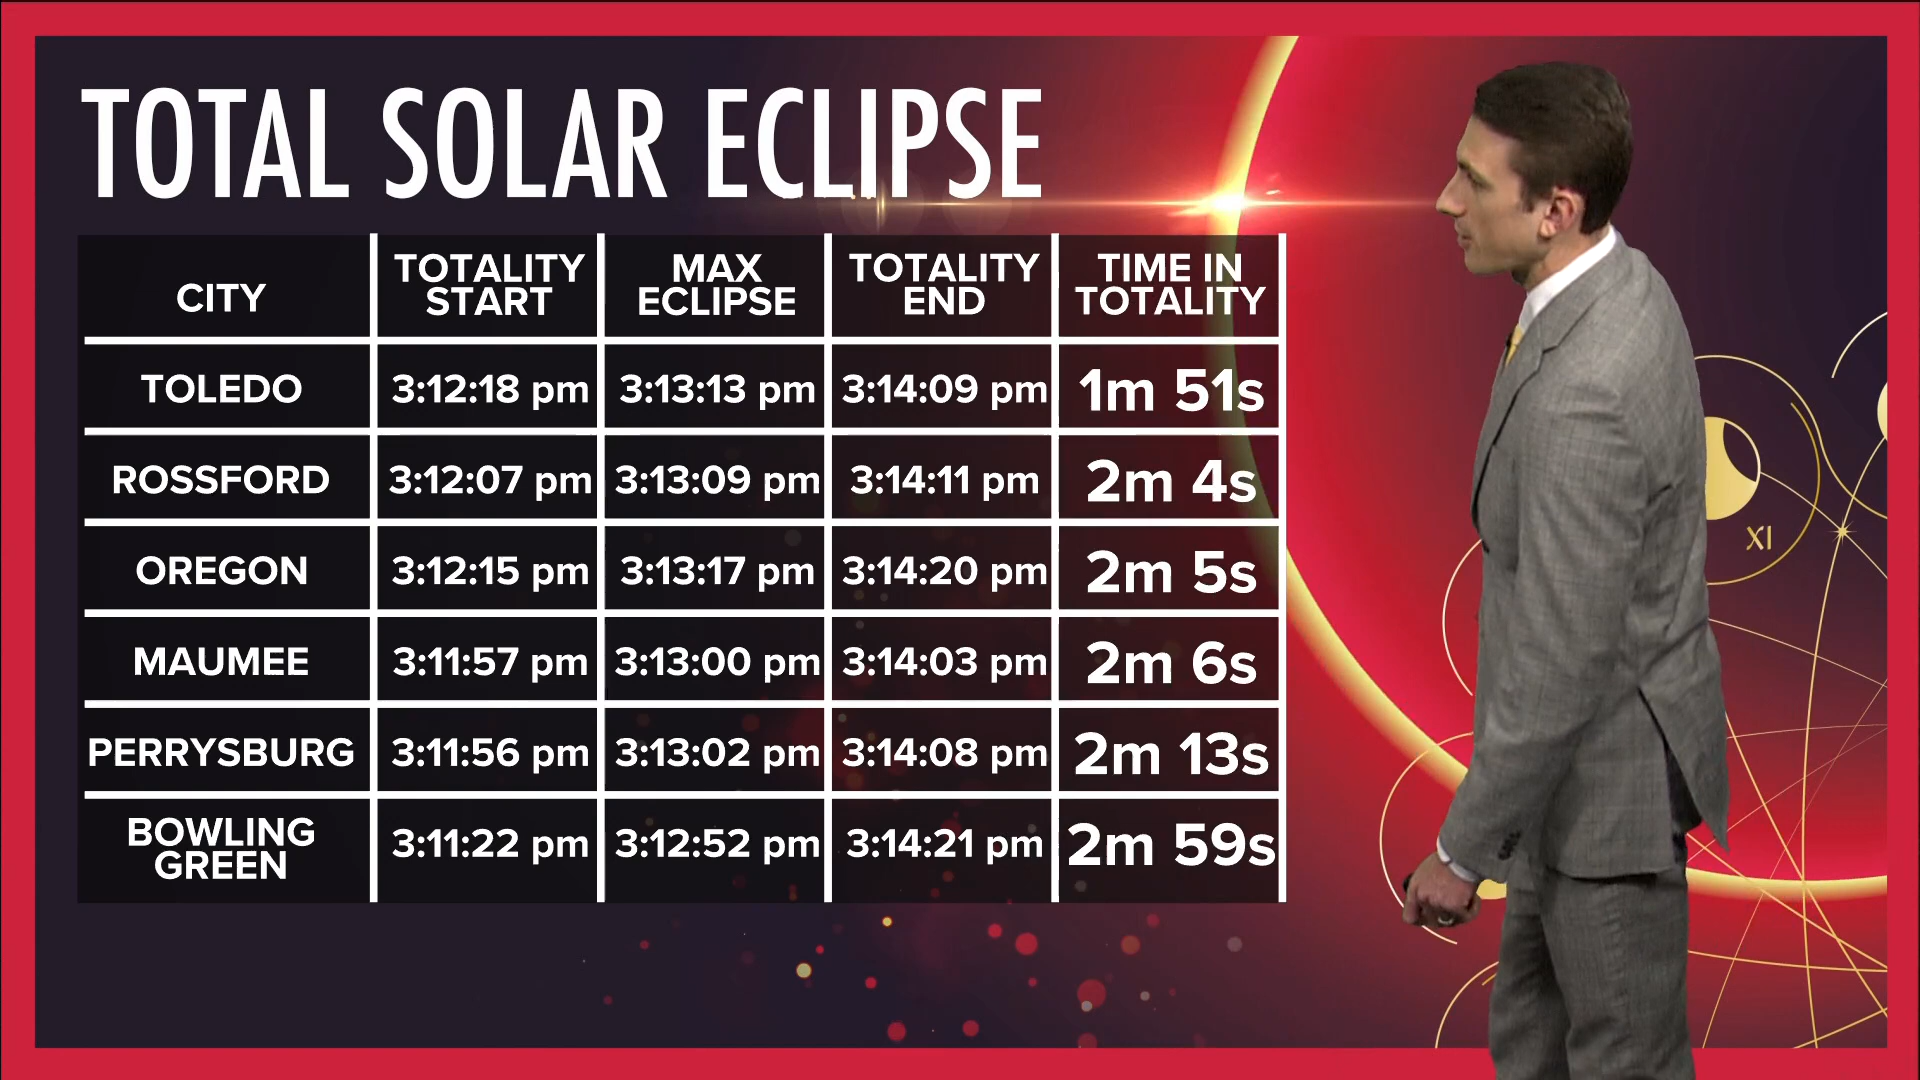 TOTAL SOLAR ECLIPSE
CITY
TOTALITY
START
MAX
ECLIPSE
TOTALITY
END
TIME IN
TOTALITY
TOLEDO 3:12:18 pm 3:13:13 pm 3:14:09 pm 1m 51s
ROSSFORD 3:12:07 pm 3:13:09 pm 3:14:11 pm 2m 4s
OREGON 3:12:15 pm 3:13:17 pm 3:14:20 pm 2m 5s
MAUMEE 3:11:57 pm 3:13:00 pm 3:14:03 pm 2m 6s
PERRYSBURG 3:11:56 pm 3:13:02 pm 3:14:08 pm 2m 13s
BOWLING
GREEN 3:11:22 pm 3:12:52 pm 3:14:21 pm 2m 59s
XI